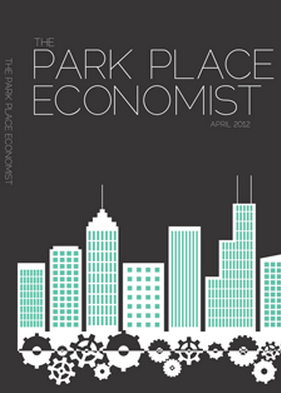 THE
PARK PLACE
ECONOMIST
APRIL 2012
THE PARK PLACE ECONOMIST